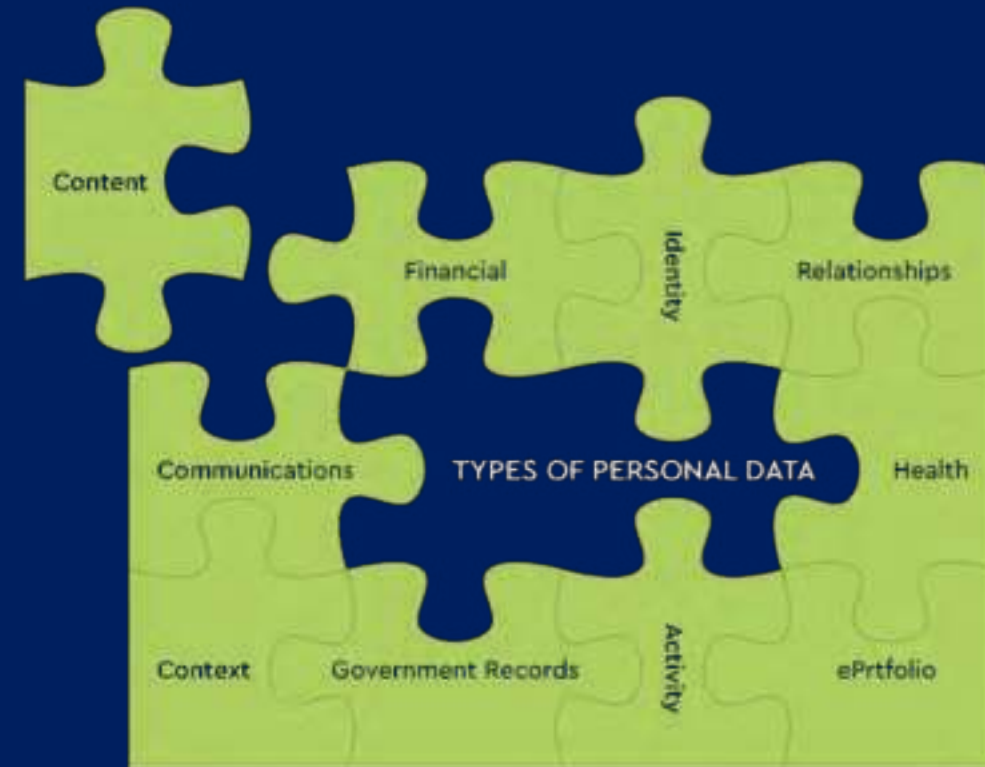 Content
Financial
Identity
Relationships
Communications
TYPES OF PERSONAL DATA
Health
Context
Government Records
Activity
ePrtfolio